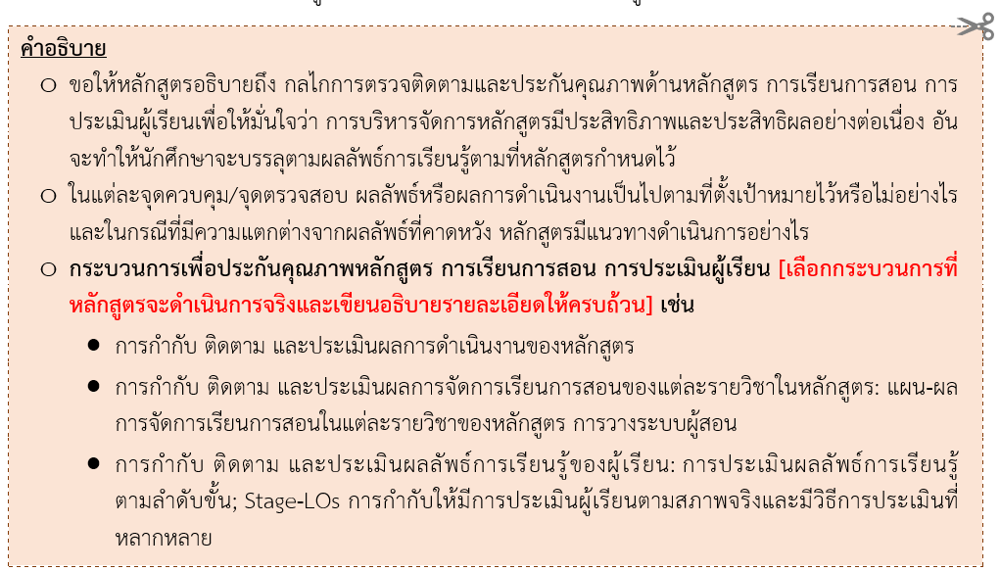 คำอธิบาย
O ขอให้หลักสูตรอธิบายถึง กลไกการตรวจติดตามและประกันคุณภาพด้านหลักสูตร การเรียนการสอน การ
ประเมินผู้เรียนเพื่อให้มั่นใจว่า การบริหารจัดการหลักสูตรมีประสิทธิภาพและประสิทธิผลอย่างต่อเนื่อง อัน
จะทำให้นักศึกษาจะบรรลุตามผลลัพธ์การเรียนรู้ตามที่หลักสูตรกำหนดไว้
O ในแต่ละจุดควบคุม/จุดตรวจสอบ ผลลัพธ์หรือผลการดำเนินงานเป็นไปตามที่ตั้งเป้าหมายไว้หรือไม่อย่างไร
และในกรณีที่มีความแตกต่างจากผลลัพธ์ที่คาดหวัง หลักสูตรมีแนวทางดำเนินการอย่างไร
O กระบวนการเพื่อประกันคุณภาพหลักสูตร การเรียนการสอน การประเมินผู้เรียน [เลือกกระบวนการที่
หลักสูตรจะดำเนินการจริงและเขียนอธิบายรายละเอียดให้ครบถ้วน] เช่น
● การกำกับ ติดตาม และประเมินผลการดำเนินงานของหลักสูตร
● การกำกับ ติดตาม และประเมินผลการจัดการเรียนการสอนของแต่ละรายวิชาในหลักสูตร: แผน-ผล
การจัดการเรียนการสอนในแต่ละรายวิชาของหลักสูตร การวางระบบผู้สอน
● การกำกับ ติดตาม และประเมินผลลัพธ์การเรียนรู้ของผู้เรียน: การประเมินผลลัพธ์การเรียนรู้
ตามลำดับขั้น; Stage-LOs การกำกับให้มีการประเมินผู้เรียนตามสภาพจริงและมีวิธีการประเมินที่
หลากหลาย